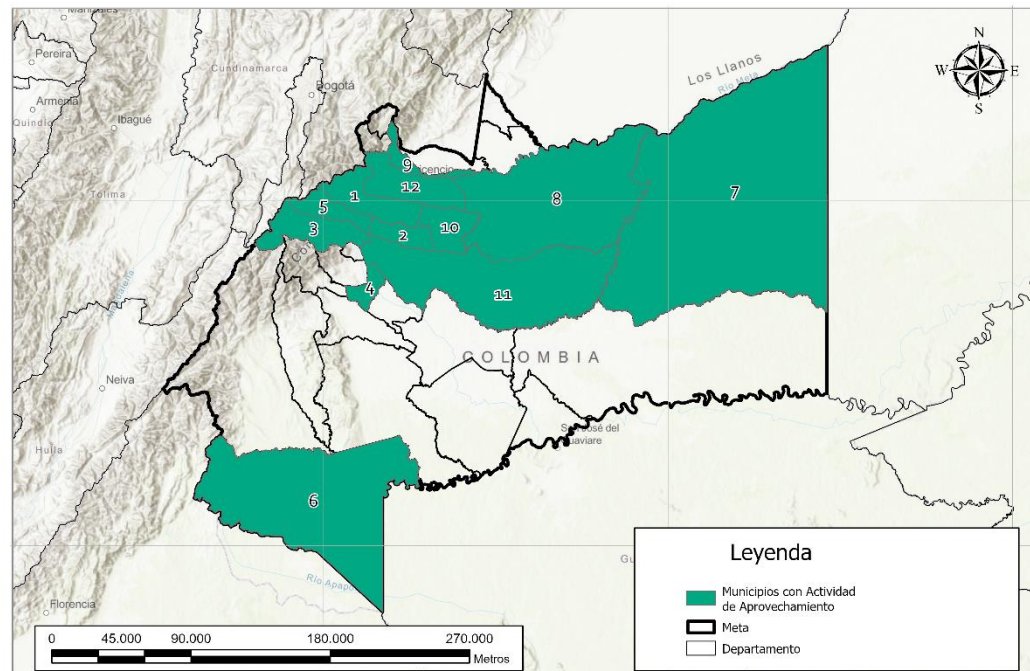 Manizales
Pereira
Cundinamarca
Bogotá
Armenia
Quindío
Ibagué
Tolima
Los Llanos
Río Meta
N
W
E
S
9
12
1
5
8
7
3
2
10
4
11
COLOMBIA
Neiva
Huila
San José del
Guaviare
6
Río Apapo
Florencia
Leyenda
Municipios con Actividad
de Aprovechamiento
Meta
Departamento
0 45.000 90.000 180.000 270.000
Metros